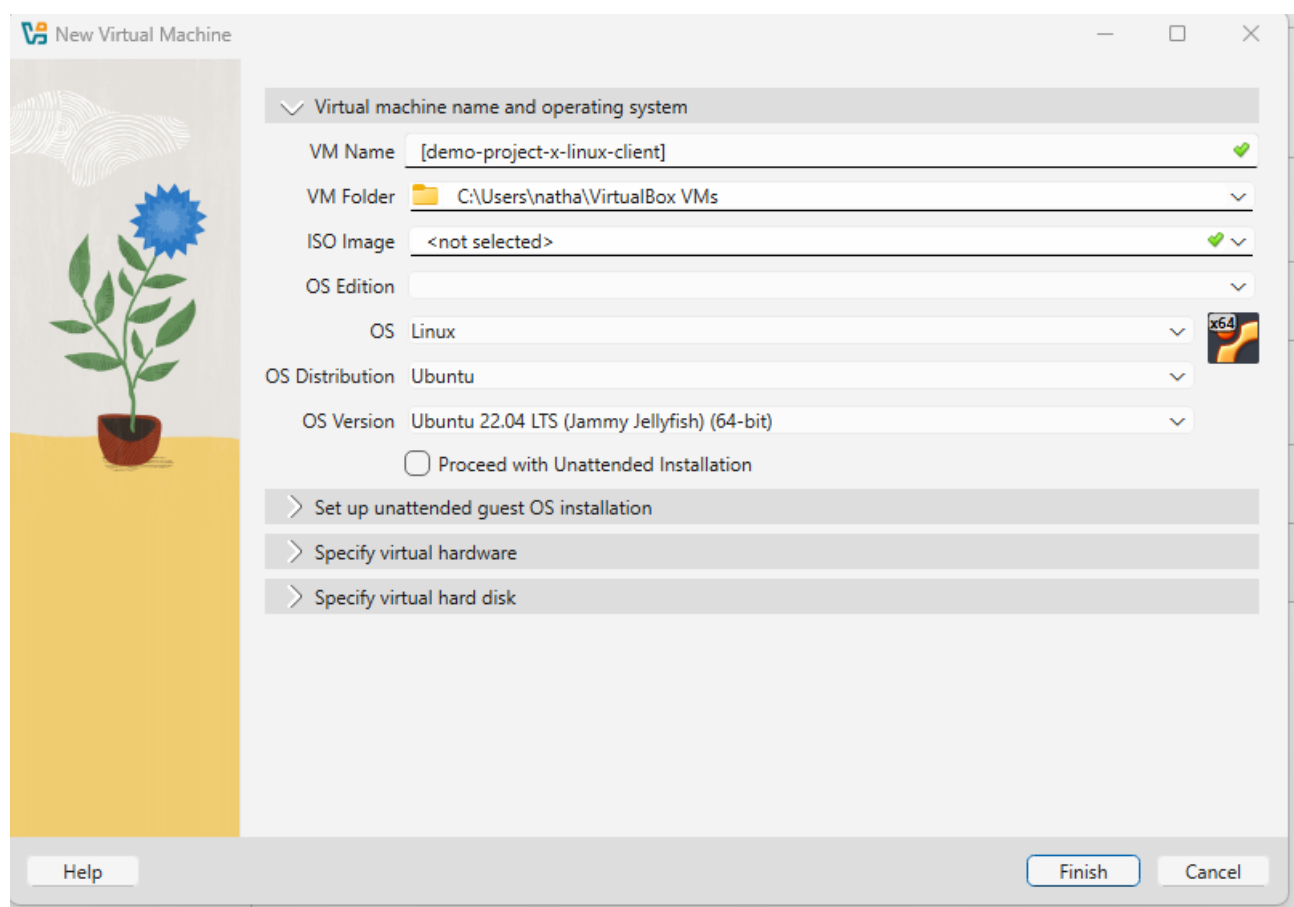 New Virtual Machine
Virtual machine name and operating system
VM Name [demo-project-x-linux-client]
VM Folder C:\Users\natha\VirtualBox VMs
ISO Image <not selected>
OS Edition
OS Linux
x64
OS Distribution Ubuntu
OS Version Ubuntu 22.04 LTS (Jammy Jellyfish) (64-bit)
Proceed with Unattended Installation
Set up unattended guest OS installation
Specify virtual hardware
Specify virtual hard disk
Help Finish Cancel